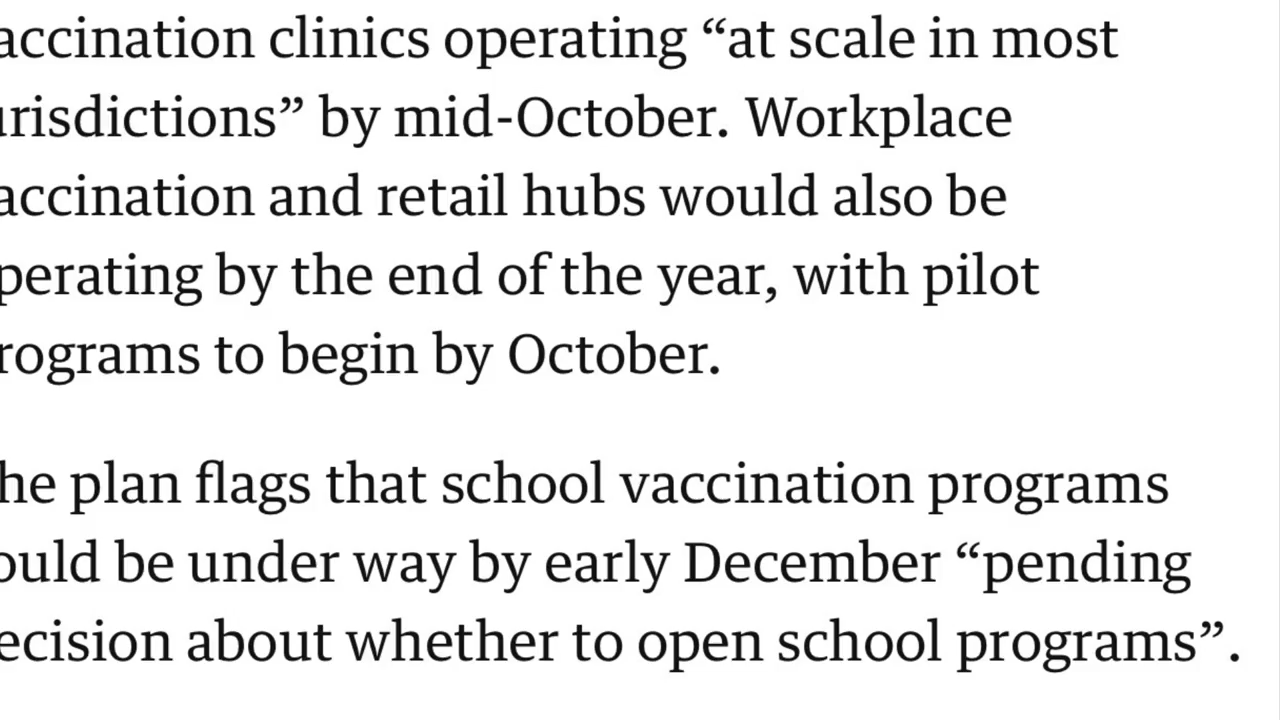 accination clinics operating “at scale in most
urisdictions” by mid-October. Workplace
accination and retail hubs would also be
perating by the end of the year, with pilot
rograms to begin by October.
he plan flags that school vaccination programs
ould be under way by early December “pending
ecision about whether to open school programs”.